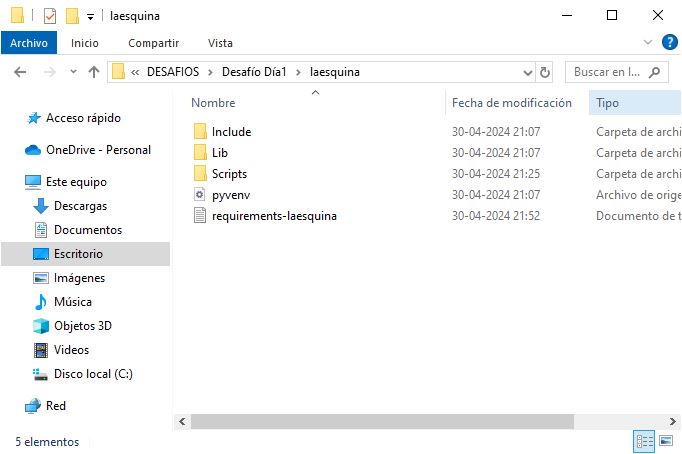 laesquina
Archivo Inicio Compartir Vista
« DESAFIOS > Desafío Día1 > laesquina
Buscar en l...
Nombre Fecha de modificación Tipo
Include 30-04-2024 21:07 Carpeta de archi
Lib 30-04-2024 21:07 Carpeta de archi
Scripts 30-04-2024 21:25 Carpeta de archi
pyvenv 30-04-2024 21:07 Archivo de orige
requirements-laesquina 30-04-2024 21:52 Documento de t
Acceso rápido
OneDrive - Personal
Este equipo
Descargas
Documentos
Escritorio
Imágenes
Música
Objetos 3D
Videos
Disco local (C:)
Red
5 elementos